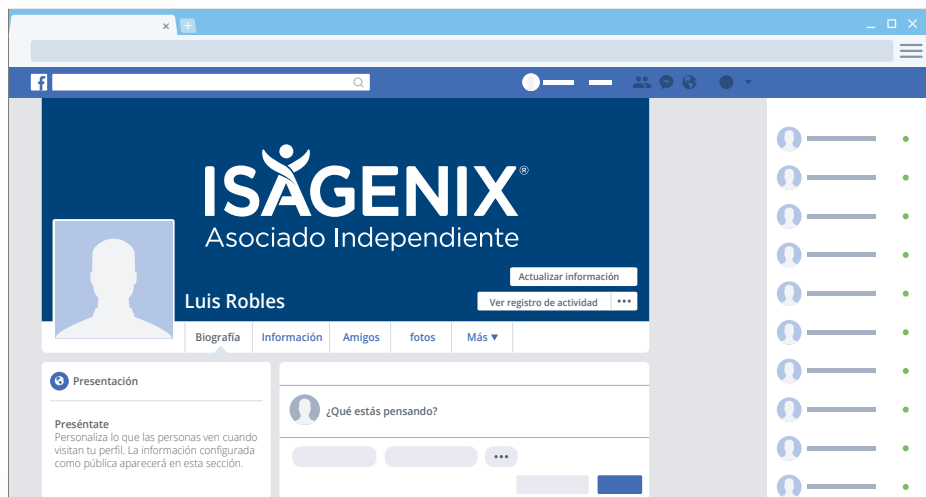 ISAGENIX®
Asociado Independiente
Actualizar información
Luis Robles
Ver registro de actividad
Biografía
Información
Amigos
fotos
Más
Presentación
¿Qué estás pensando?
Preséntate
Personaliza lo que las personas ven cuando
visitan tu perfil. La información configurada
como pública aparecerá en esta sección.